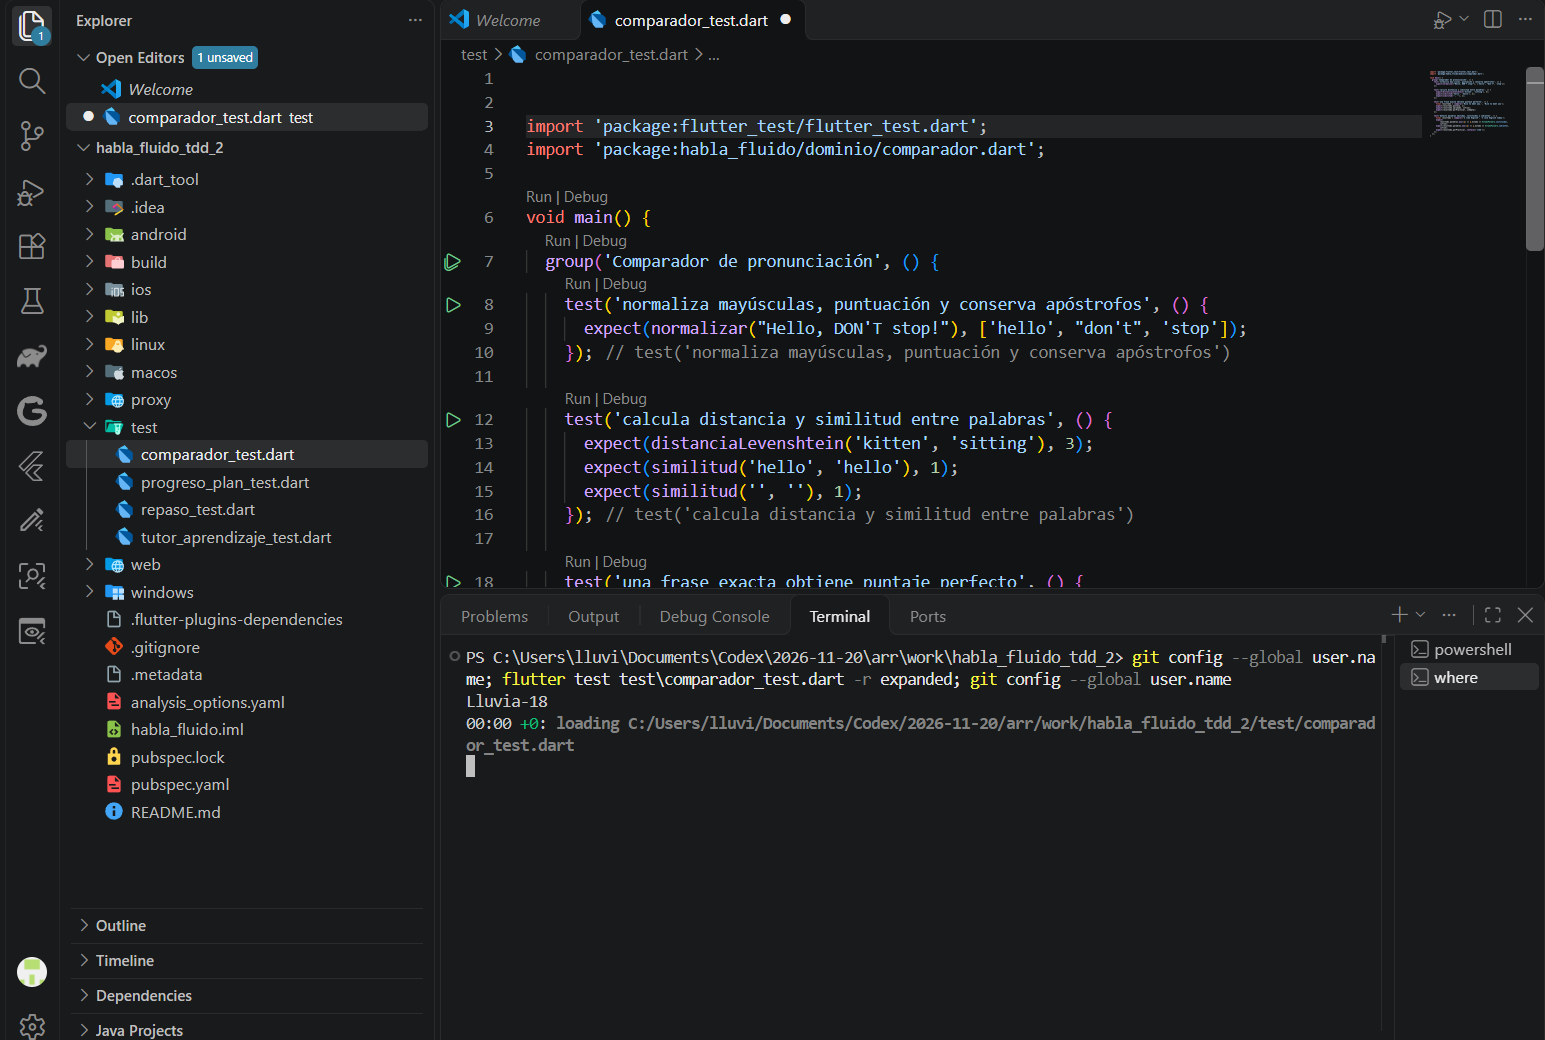 Explorer
Open Editors 1 unsaved
Welcome
comparador_test.dart test
habla_fluido_tdd_2
.dart_tool
.idea
android
build
ios
lib
linux
macos
proxy
test
comparador_test.dart
progreso_plan_test.dart
repaso_test.dart
tutor_aprendizaje_test.dart
web
windows
.flutter-plugins-dependencies
.gitignore
.metadata
analysis_options.yaml
habla_fluido.iml
pubspec.lock
pubspec.yaml
README.md
Outline
Timeline
Dependencies
Java Projects
1
Welcome
comparador_test.dart
test > comparador_test.dart > ...
1
2
3 import 'package:flutter_test/flutter_test.dart';
4 import 'package:habla_fluido/dominio/comparador.dart';
5
Run | Debug
6 void main() {
Run | Debug
7 group('Comparador de pronunciación', () {
Run | Debug
8 test('normaliza mayúsculas, puntuación y conserva apóstrofos', () {
9 expect(normalizar("Hello, DON'T stop!"), ['hello', "don't", 'stop']);
10 }); // test('normaliza mayúsculas, puntuación y conserva apóstrofos')
11
Run | Debug
12 test('calcula distancia y similitud entre palabras', () {
13 expect(distanciaLevenshtein('kitten', 'sitting'), 3);
14 expect(similitud('hello', 'hello'), 1);
15 expect(similitud('', ''), 1);
16 }); // test('calcula distancia y similitud entre palabras')
17
Run | Debug
18 test('una frase exacta obtiene puntaje perfecto', () {
Problems Output Debug Console Terminal Ports
PS C:\Users\lluvi\Documents\Codex\2026-11-20\arr\work\habla_fluido_tdd_2> git config --global user.na
me; flutter test test\comparador_test.dart -r expanded; git config --global user.name
Lluvia-18
00:00 +0: loading C:/Users/lluvi/Documents/Codex/2026-11-20/arr/work/habla_fluido_tdd_2/test/comparad
or_test.dart
powershell
where